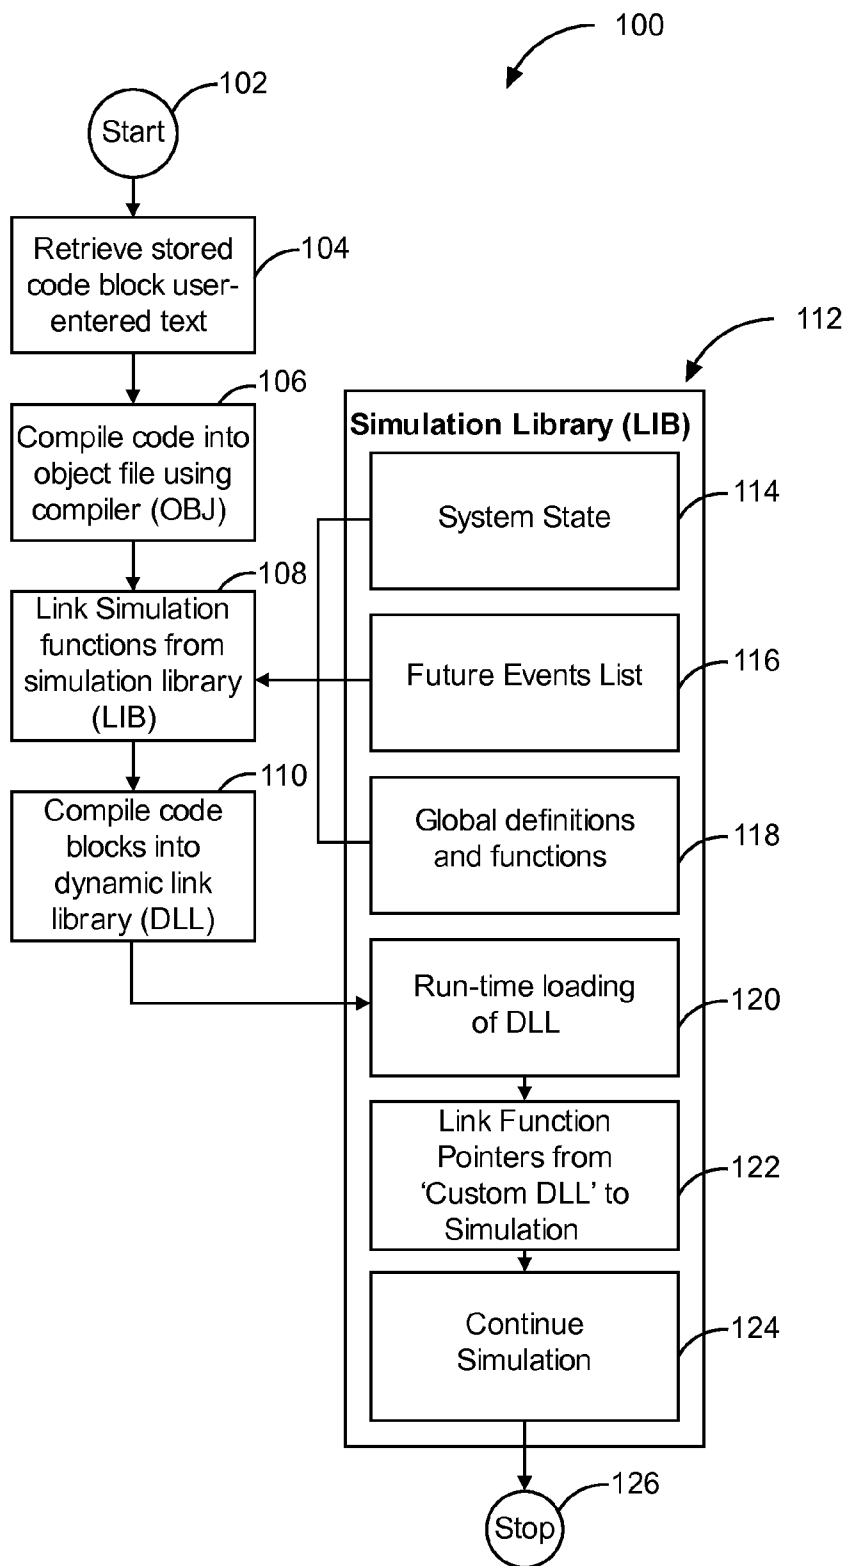 100
102
Start
Retrieve stored
code block user-
entered text
104
106
Compile code into
object file using
compiler (OBJ)
108
Link Simulation
functions from
simulation library
(LIB)
110
Compile code
blocks into
dynamic link
library (DLL)
112
Simulation Library (LIB)
System State
114
Future Events List
116
Global definitions
and functions
118
Run-time loading
of DLL
120
Link Function
Pointers from
‘Custom DLL’ to
Simulation
122
Continue
Simulation
124
126
Stop